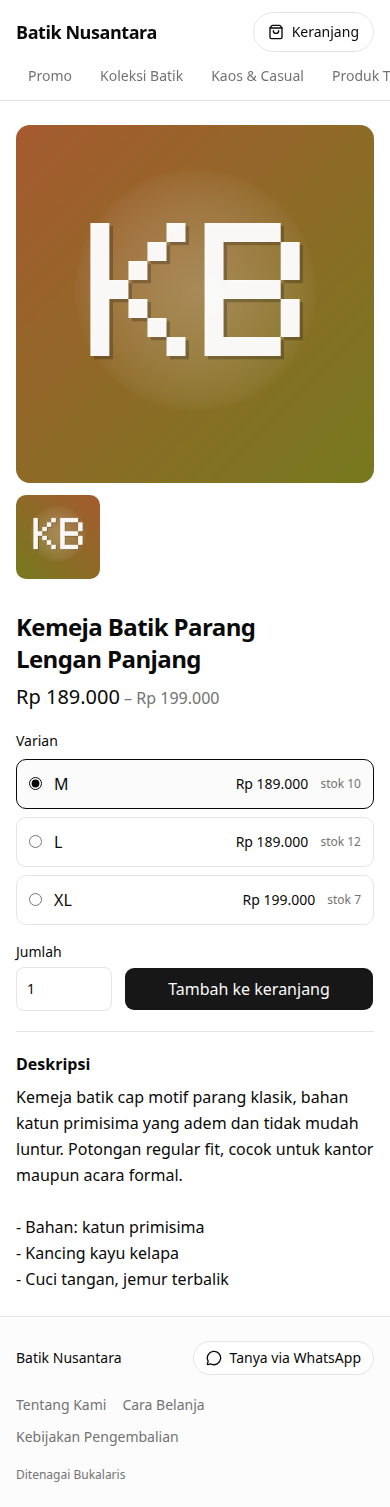 Batik Nusantara
Keranjang
Promo Koleksi Batik Kaos & Casual Produk T
KB
KB
Kemeja Batik Parang
Lengan Panjang
Rp 189.000 – Rp 199.000
Varian
M Rp 189.000 stok 10
L Rp 189.000 stok 12
XL Rp 199.000 stok 7
Jumlah
1 Tambah ke keranjang
Deskripsi
Kemeja batik cap motif parang klasik, bahan
katun primisima yang adem dan tidak mudah
luntur. Potongan regular fit, cocok untuk kantor
maupun acara formal.
- Bahan: katun primisima
- Kancing kayu kelapa
- Cuci tangan, jemur terbalik
Batik Nusantara
Tanya via WhatsApp
Tentang Kami Cara Belanja
Kebijakan Pengembalian
Ditenagai Bukalaris